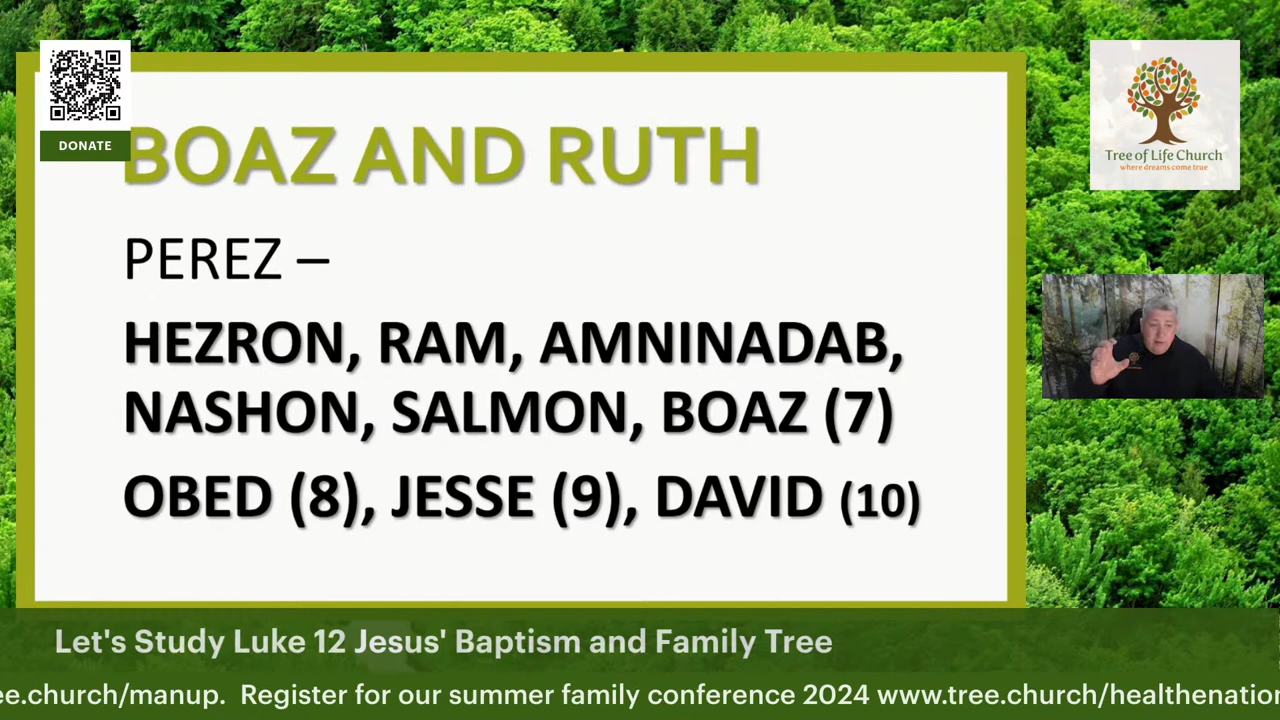 DONATE
BOAZ AND RUTH
PEREZ –
HEZRON, RAM, AMNINADAB,
NASHON, SALMON, BOAZ (7)
OBED (8), JESSE (9), DAVID (10)
Tree of Life Church
where dreams come true
Let's Study Luke 12 Jesus' Baptism and Family Tree
ee.church/manup. Register for our summer family conference 2024 www.tree.church/healthenation